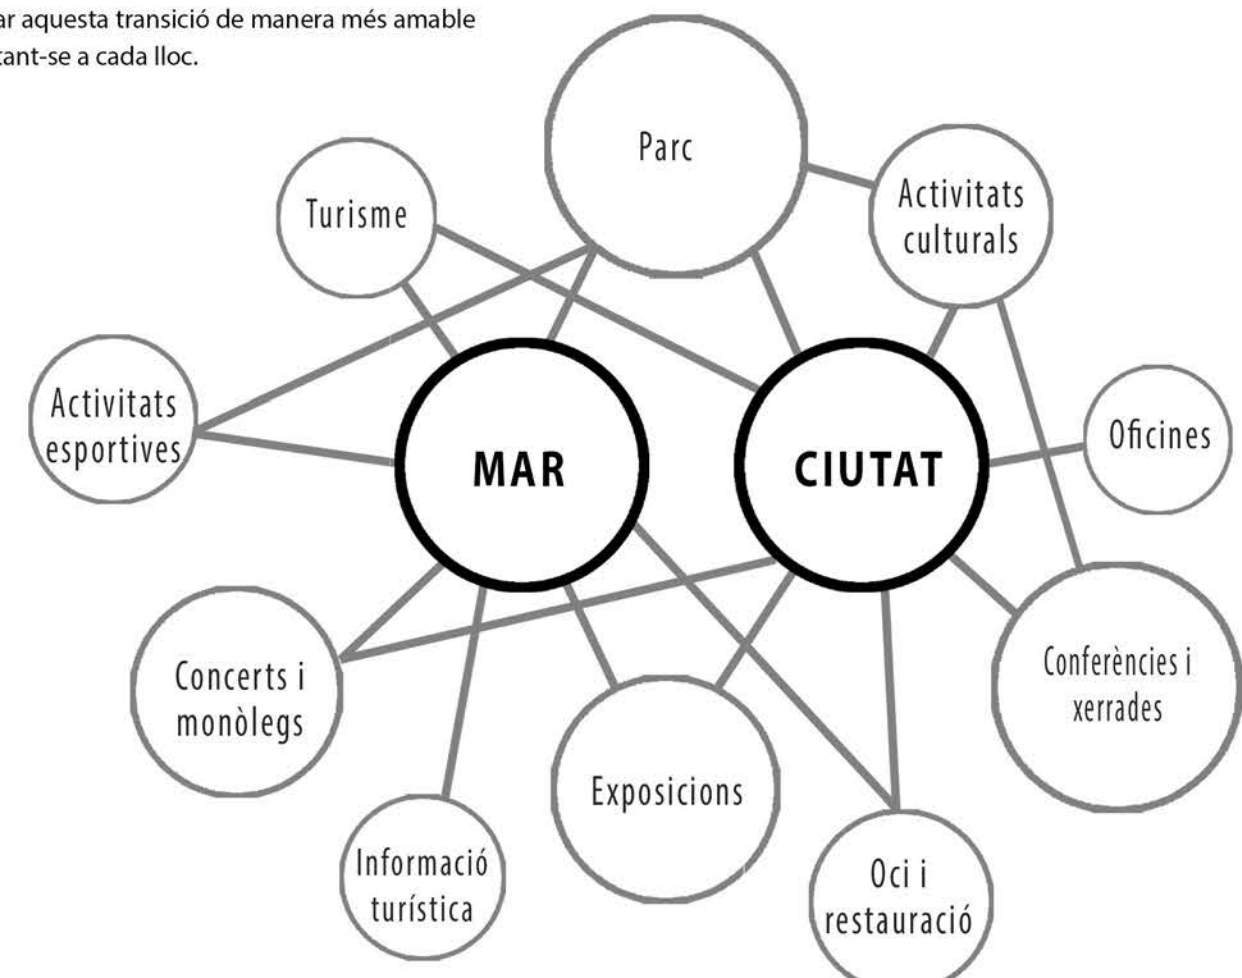 ar aquesta transició de manera més amable
tant-se a cada lloc.
Parc
Turisme
Activitats
culturals
Activitats
esportives
MAR
CIUTAT
Oficines
Concerts i
monòlegs
Conferències i
xerrades
Exposicions
Informació
turística
Oci i
restauració